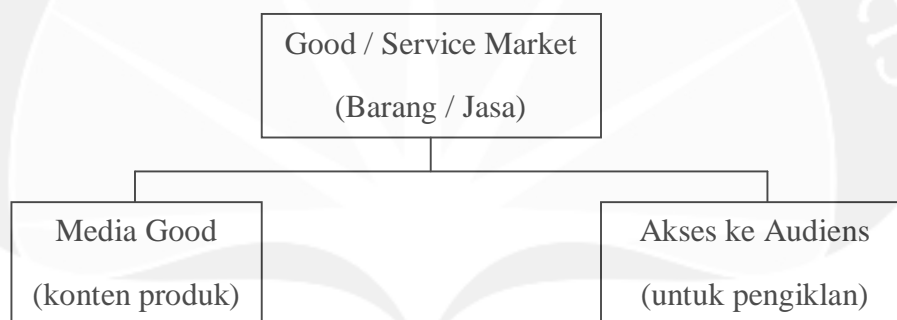 Good / Service Market
(Barang / Jasa)
Media Good
(konten produk)
Akses ke Audiens
(untuk pengiklan)